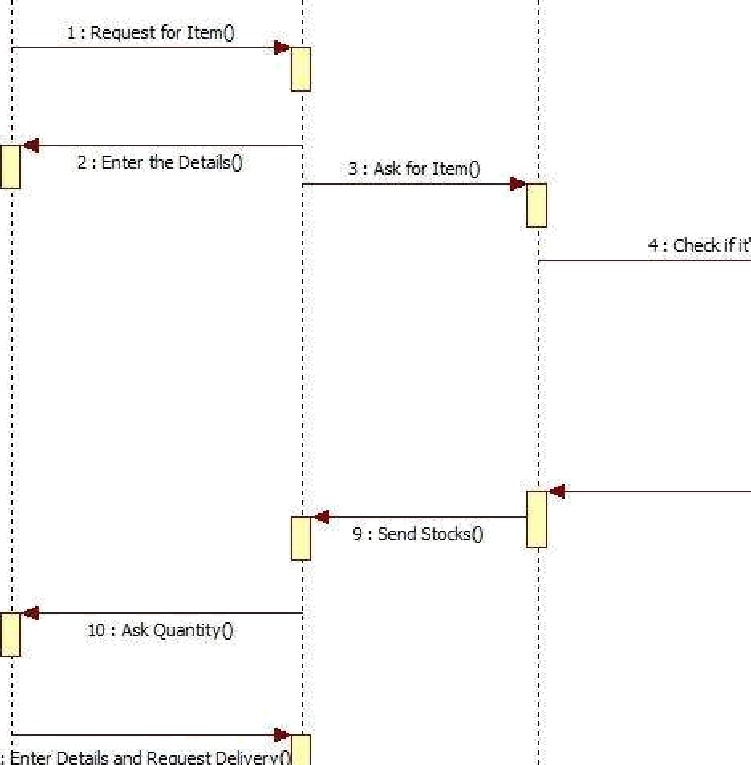 1 : Request for Item()
2 : Enter the Details()
3 : Ask for Item()
4 : Check if it'
9 : Send Stocks()
10 : Ask Quantity()
: Enter Details and Request Delivery()